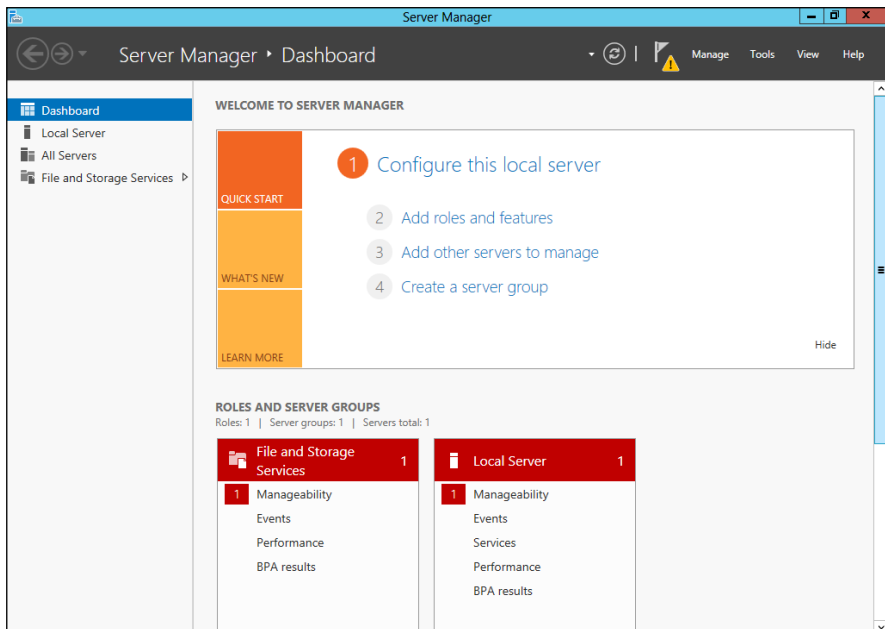 Server Manager
Server Manager ‣ Dashboard
Manage Tools View Help
Dashboard
Local Server
All Servers
File and Storage Services
WELCOME TO SERVER MANAGER
QUICK START
WHAT'S NEW
LEARN MORE
1 Configure this local server
2 Add roles and features
3 Add other servers to manage
4 Create a server group
Hide
ROLES AND SERVER GROUPS
Roles: 1 | Server groups: 1 | Servers total: 1
File and Storage
Services 1
1 Manageability
Events
Performance
BPA results
Local Server 1
1 Manageability
Events
Services
Performance
BPA results